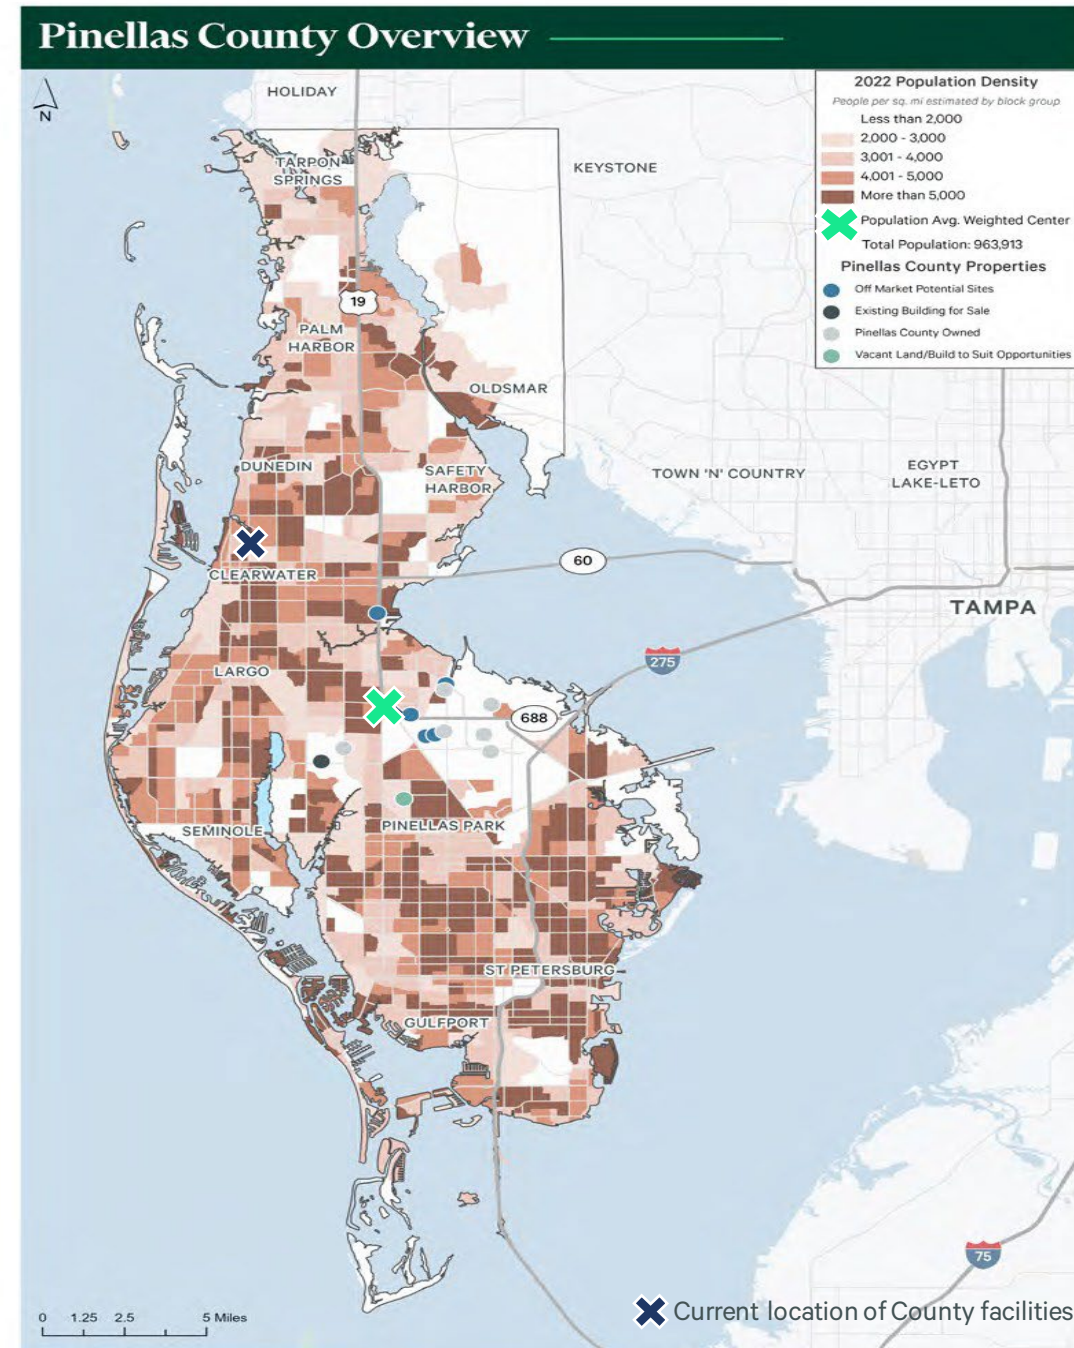 Pinellas County Overview
N
HOLIDAY
KEYSTONE
TARPON
SPRINGS
19
PALM
HARBOR
OLDSMAR
DUNEDIN
SAFETY
HARBOR
TOWN 'N' COUNTRY
EGYPT
LAKE-LETO
CLEARWATER
60
TAMPA
LARGO
275
688
SEMINOLE
PINELLAS PARK
ST PETERSBURG
GULFPORT
75
2022 Population Density
People per sq. mi estimated by block group
Less than 2,000
2,000 - 3,000
3,001 - 4,000
4,001 - 5,000
More than 5,000
Population Avg. Weighted Center
Total Population: 963,913
Pinellas County Properties
Off Market Potential Sites
Existing Building for Sale
Pinellas County Owned
Vacant Land/Build to Suit Opportunities
0 1.25 2.5 5 Miles
Current location of County facilities